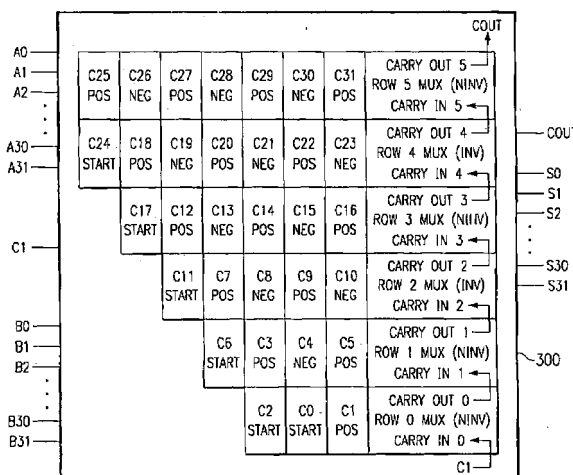 COUT
A0
A1
A2
A30
A31
C1
B0
B1
B2
B30
B31
C25 C26 C27 C28 C29 C30 C31
POS NEG POS NEG POS NEG POS
CARRY OUT 5
ROW 5 MUX (NINV)
CARRY IN 5
C24 C18 C19 C20 C21 C22 C23
START POS NEG POS NEG POS NEG
CARRY OUT 4
ROW 4 MUX (INV)
CARRY IN 4
C17 C12 C13 C14 C15 C16
START POS NEG POS NEG POS
CARRY OUT 3
ROW 3 MUX (NINV)
CARRY IN 3
C11 C7 C8 C9 C10
START POS NEG POS NEG
CARRY OUT 2
ROW 2 MUX (INV)
CARRY IN 2
C6 C3 C4 C5
START POS NEG POS
CARRY OUT 1
ROW 1 MUX (NINV)
CARRY IN 1
C2 C0 C1
START START POS
CARRY OUT 0
ROW 0 MUX (NINV)
CARRY IN 0
C1
COUT
S0
S1
S2
S30
S31
300